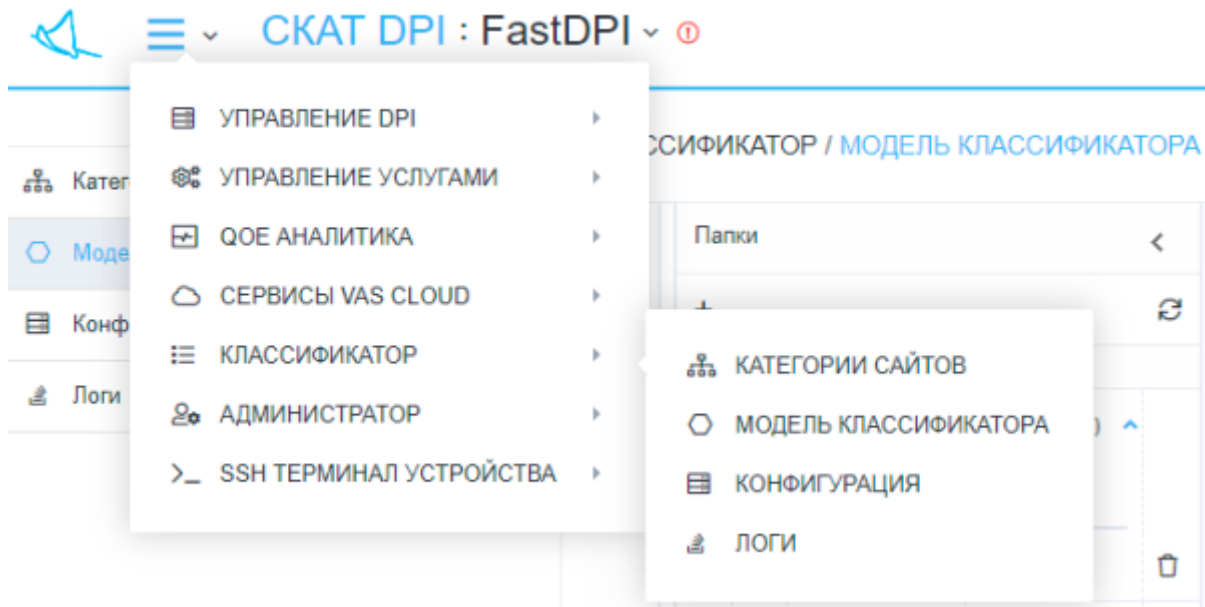 СКАТ DPI : FastDPI
УПРАВЛЕНИЕ DPI
УПРАВЛЕНИЕ УСЛУГАМИ
QOE АНАЛИТИКА
СЕРВИСЫ VAS CLOUD
КЛАССИФИКАТОР
АДМИНИСТРАТОР
SSH ТЕРМИНАЛ УСТРОЙСТВА
Катег
Моде
Конф
Логи
ССИФИКАТОР / МОДЕЛЬ КЛАССИФИКАТОРА
Папки
КАТЕГОРИИ САЙТОВ
МОДЕЛЬ КЛАССИФИКАТОРА
КОНФИГУРАЦИЯ
ЛОГИ